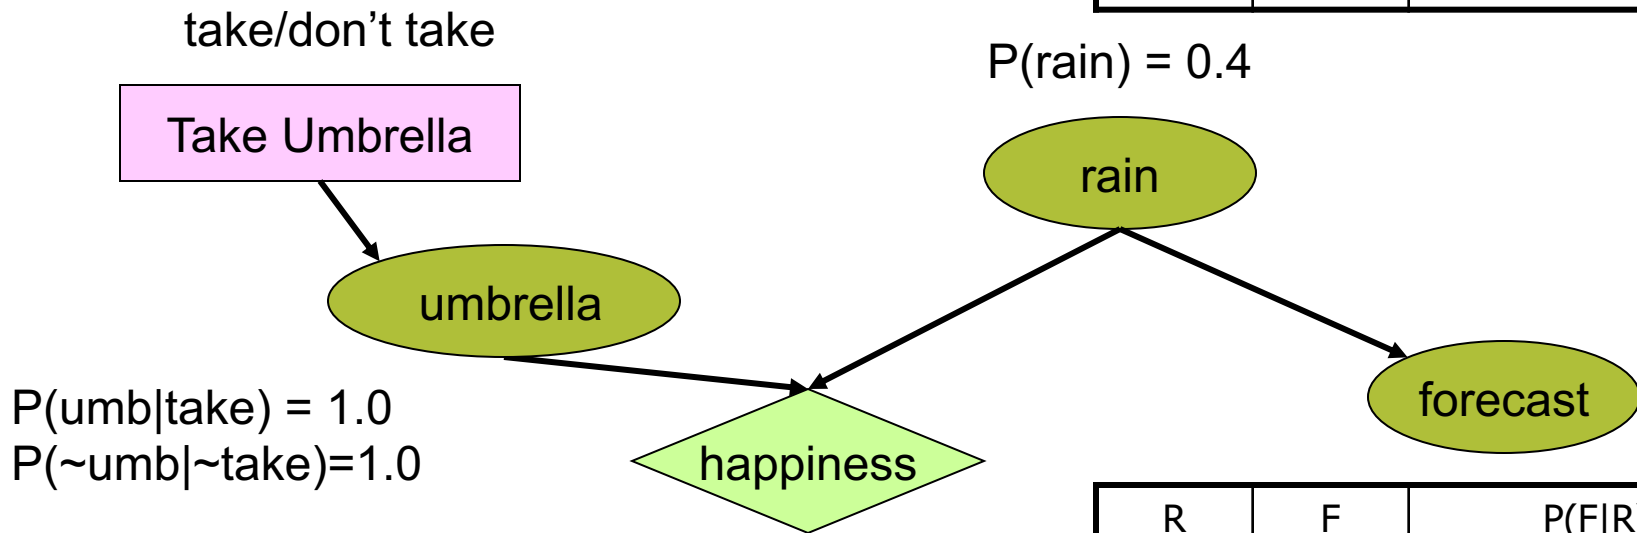 take/don’t take
P(rain) = 0.4
Take Umbrella
rain
umbrella
P(umb|take) = 1.0
P(~umb|~take)=1.0
happiness
forecast
R F P(F|R